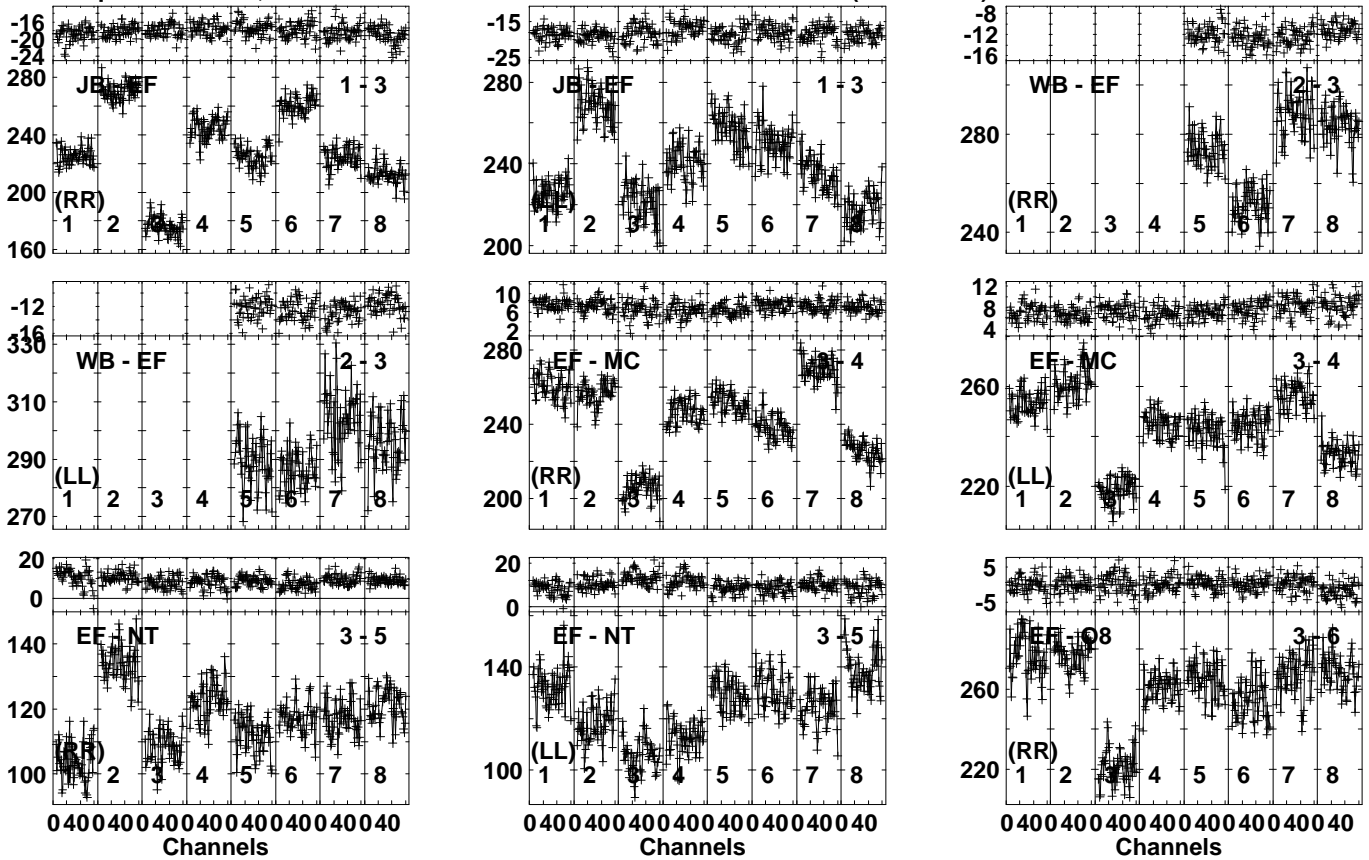 -16 -15 -8
-20 -12
-24 -25 -16
280 JB - EF 1 - 3
280 JB - EF 1 - 3
WB - EF 2 - 3
240 240 280
200
(RR) (LL) (RR)
1 2 3 4 5 6 7 8
1 2 3 4 5 6 7 8
1 2 3 4 5 6 7 8
160 200 240
-12 10 12
-16 6 8
2 4
330 WB - EF 2 - 3
280 EF - MC 3 - 4
EF - MC 3 - 4
310 260
240
290
(LL) (RR) (LL)
1 2 3 4 5 6 7 8
200 1 2 3 4 5 6 7 8
220 1 2 3 4 5 6 7 8
270
20 20 5
0 0 -5
EF - NT 3 - 5
EF - NT 3 - 5
EF - O8 3 - 6
140 140 260
120
(RR) (LL) (RR)
100 1 2 3 4 5 6 7 8
100 1 2 3 4 5 6 7 8
220 1 2 3 4 5 6 7 8
0 40 0 40 0 40 0 40 0 40 0 40 0 40 0 40
0 40 0 40 0 40 0 40 0 40 0 40 0 40 0 40
0 40 0 40 0 40 0 40 0 40 0 40 0 40 0 40
Channels Channels Channels